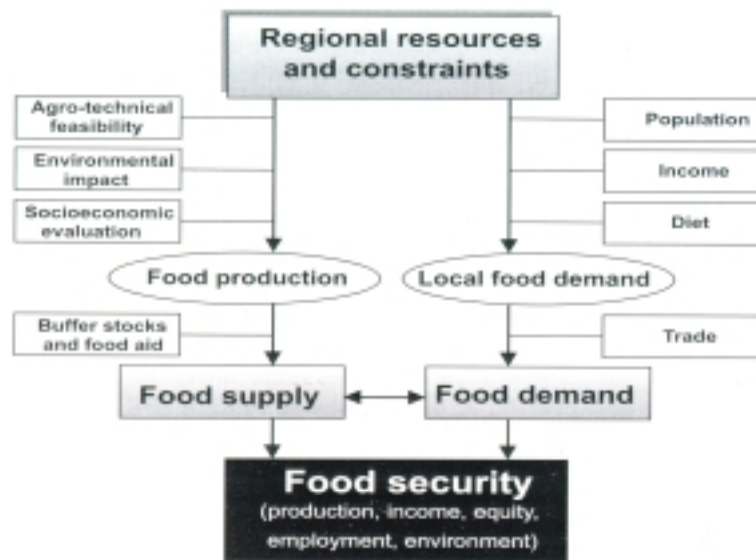 Regional resources
and constraints
Agro-technical
feasibility
Environmental
impact
Socioeconomic
evaluation
Population
Income
Diet
Food production
Local food demand
Buffer stocks
and food aid
Trade
Food supply
Food demand
Food security
(production, income, equity,
employment, environment)